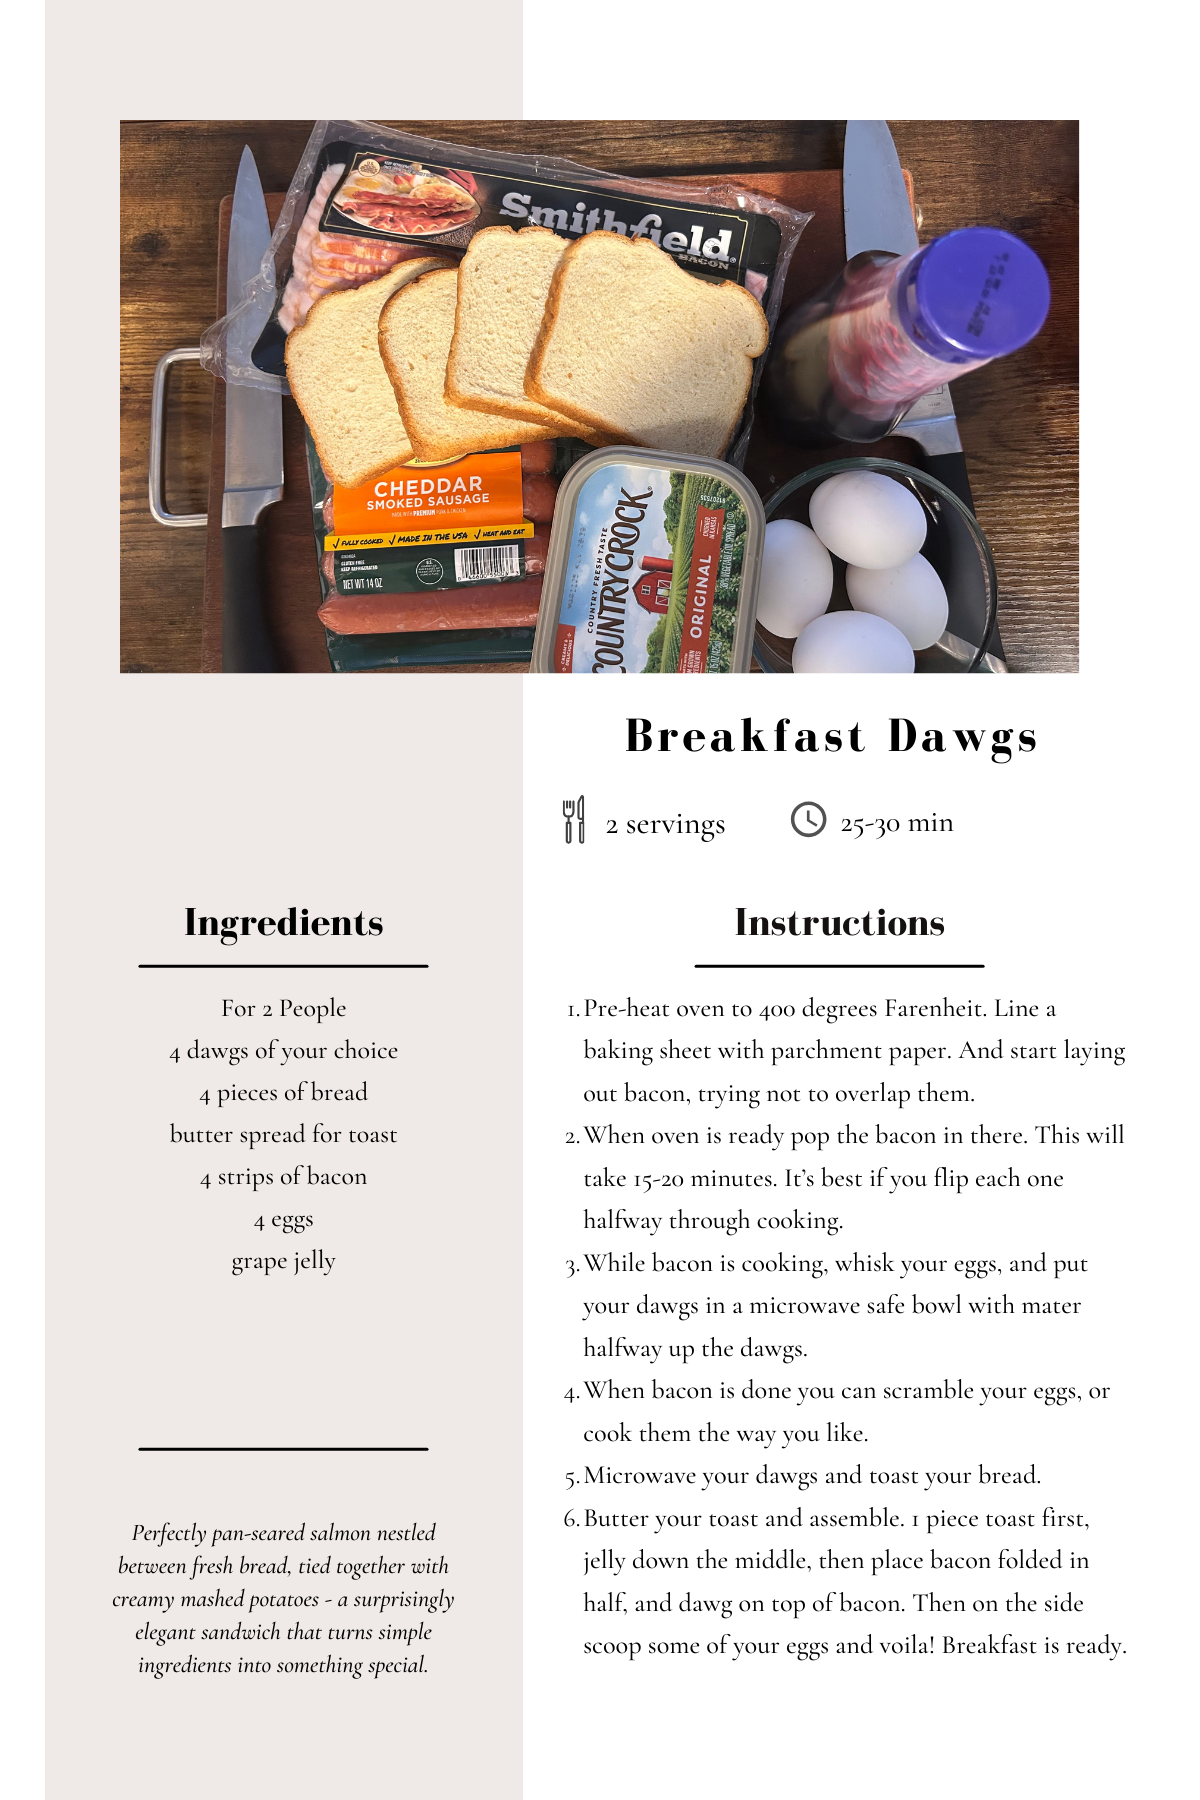 Smithfield
BACON
CHEDDAR
SMOKED SAUSAGE
MADE WITH PREMIUM PORK & CHICKEN
✓ FULLY COOKED ✓ MADE IN THE USA ✓ HEAT AND EAT
GLUTEN FREE
KEEP REFRIGERATED
NET WT 14 OZ
COUNTRY FRESH TASTE
COUNTRY CROCK®
ORIGINAL
Breakfast Dawgs
2 servings
25-30 min
Ingredients
For 2 People
4 dawgs of your choice
4 pieces of bread
butter spread for toast
4 strips of bacon
4 eggs
grape jelly
Perfectly pan-seared salmon nestled
between fresh bread, tied together with
creamy mashed potatoes - a surprisingly
elegant sandwich that turns simple
ingredients into something special.
Instructions
1. Pre-heat oven to 400 degrees Farenheit. Line a
baking sheet with parchment paper. And start laying
out bacon, trying not to overlap them.
2. When oven is ready pop the bacon in there. This will
take 15-20 minutes. It’s best if you flip each one
halfway through cooking.
3. While bacon is cooking, whisk your eggs, and put
your dawgs in a microwave safe bowl with mater
halfway up the dawgs.
4. When bacon is done you can scramble your eggs, or
cook them the way you like.
5. Microwave your dawgs and toast your bread.
6. Butter your toast and assemble. 1 piece toast first,
jelly down the middle, then place bacon folded in
half, and dawg on top of bacon. Then on the side
scoop some of your eggs and voila! Breakfast is ready.